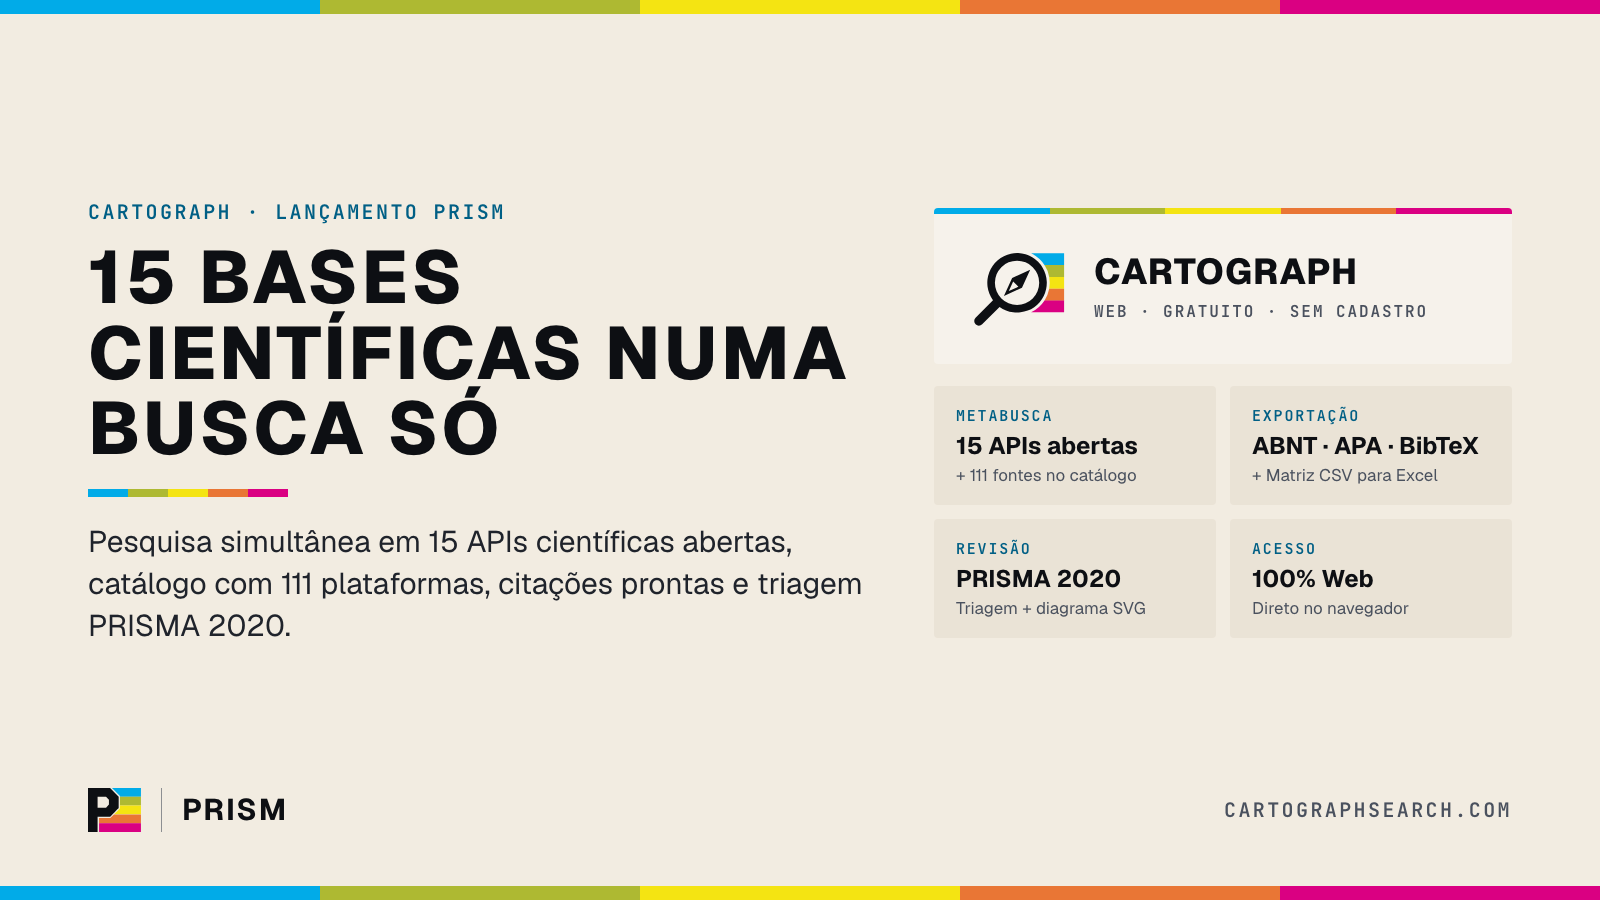 CARTOGRAPH · LANÇAMENTO PRISM
15 BASES
CIENTÍFICAS NUMA
BUSCA SÓ
Pesquisa simultânea em 15 APIs científicas abertas,
catálogo com 111 plataformas, citações prontas e triagem
PRISMA 2020.
CARTOGRAPH
WEB · GRATUITO · SEM CADASTRO
METABUSCA
15 APIs abertas
+ 111 fontes no catálogo
EXPORTAÇÃO
ABNT · APA · BibTeX
+ Matriz CSV para Excel
REVISÃO
PRISMA 2020
Triagem + diagrama SVG
ACESSO
100% Web
Direto no navegador
P
PRISM
CARTOGRAPHSEARCH.COM